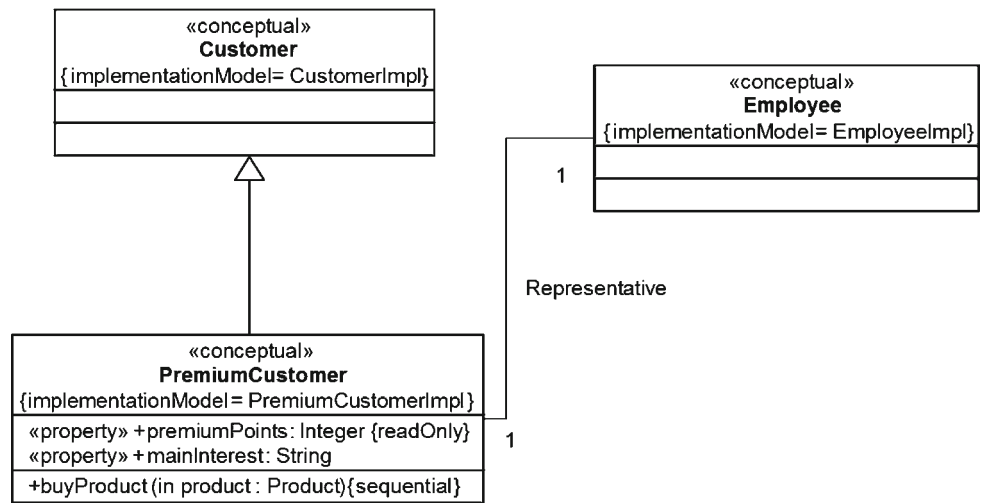 «conceptual»
Customer
{implementationModel= CustomerImpl}
«conceptual»
Employee
{implementationModel= EmployeeImpl}
1
Representative
«conceptual»
PremiumCustomer
{implementationModel= PremiumCustomerImpl}
«property» +premiumPoints: Integer {readOnly}
«property» +mainInterest: String
1
+buyProduct(in product : Product){sequential}